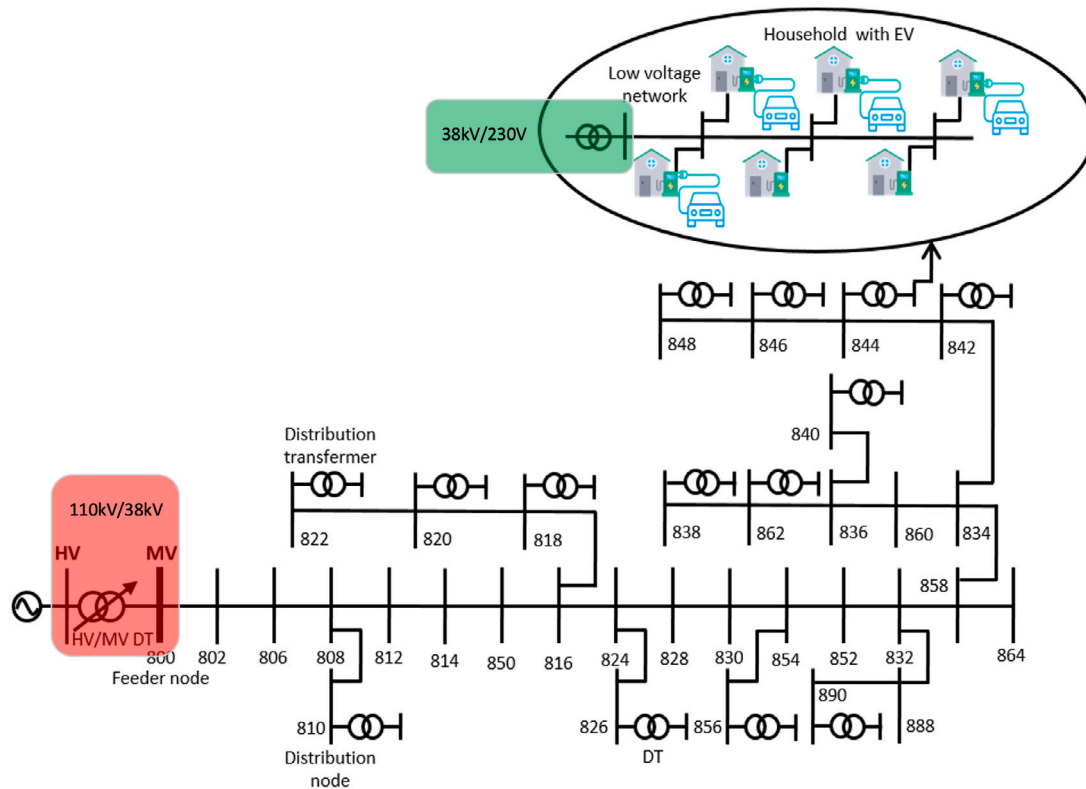 Household with EV
Low voltage
network
38kV/230V
848
846
844
842
840
Distribution
transfermer
822
820
818
838
862
836
860
834
110kV/38kV
HV
MV
HV/MV DT
800
Feeder node
802
806
808
812
814
850
816
824
828
830
854
852
832
858
864
810
Distribution
node
826
DT
856
890
888